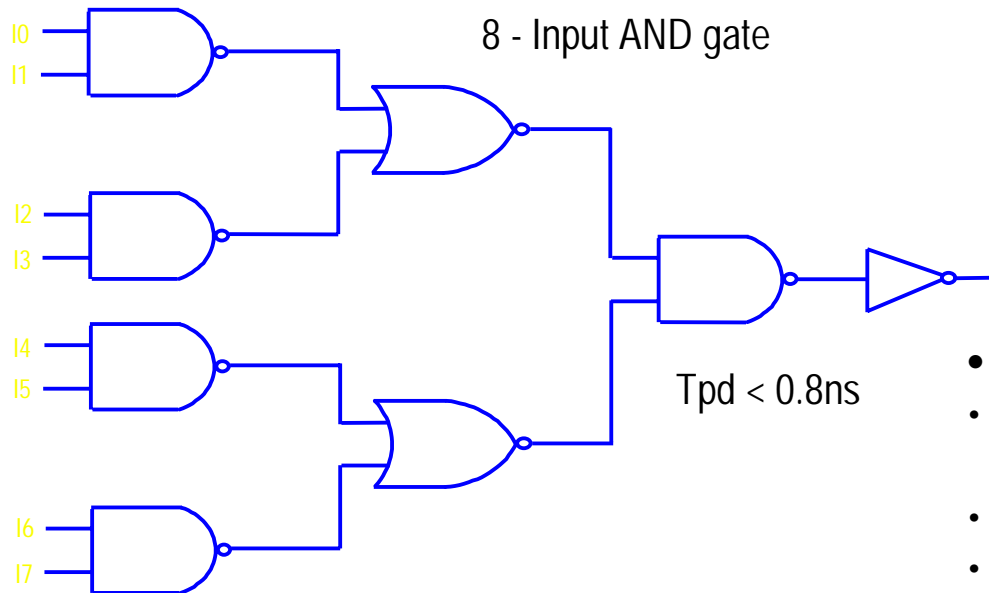 8 - Input AND gate
I0
I1
I2
I3
I4
I5
Tpd < 0.8ns
I6
I7